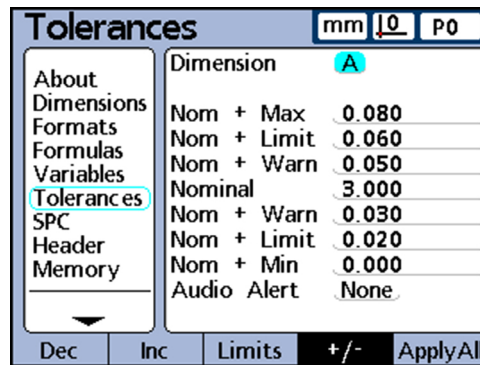 Tolerances mm 0 P0
About
Dimensions
Formats
Formulas
Variables
Tolerances
SPC
Header
Memory
Dimension A
Nom + Max 0.080
Nom + Limit 0.060
Nom + Warn 0.050
Nominal 3.000
Nom + Warn 0.030
Nom + Limit 0.020
Nom + Min 0.000
Audio Alert None
Dec Inc Limits +/- ApplyAll